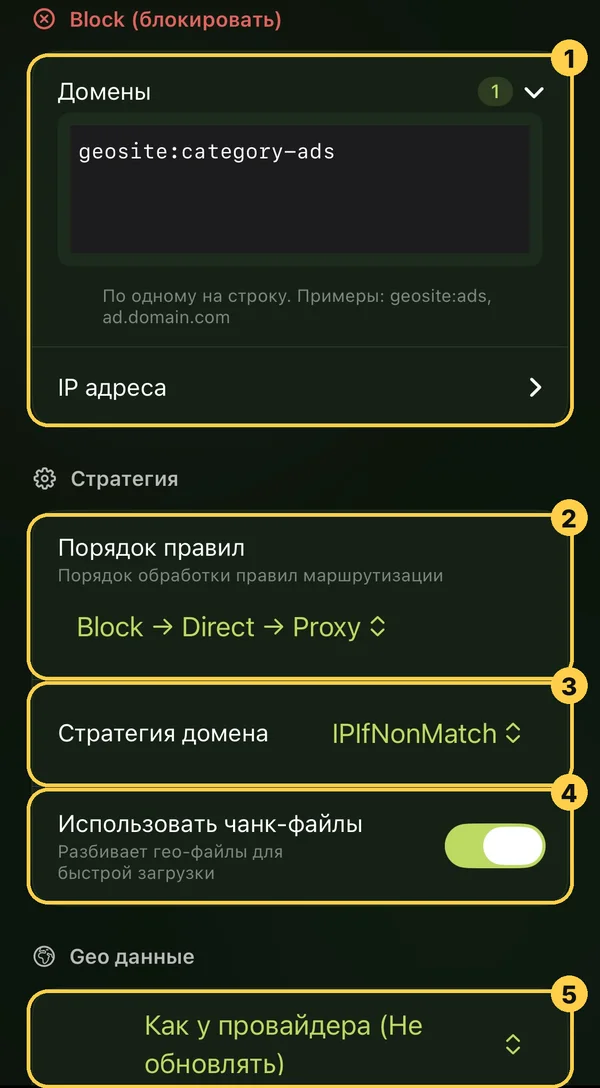 Block (блокировать)
1
Домены
1
geosite:category-ads
По одному на строку. Примеры: geosite:ads,
ad.domain.com
IP адреса
Стратегия
2
Порядок правил
Порядок обработки правил маршрутизации
Block → Direct → Proxy
3
Стратегия домена
IPIfNonMatch
4
Использовать чанк-файлы
Разбивает гео-файлы для
быстрой загрузки
Geo данные
5
Как у провайдера (Не
обновлять)